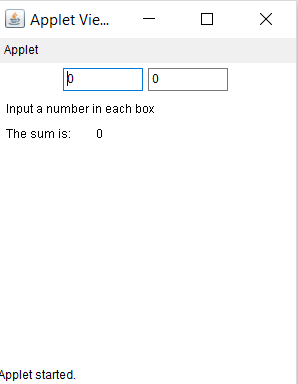 Applet Vie...
Applet
0 0
Input a number in each box
The sum is: 0
Applet started.